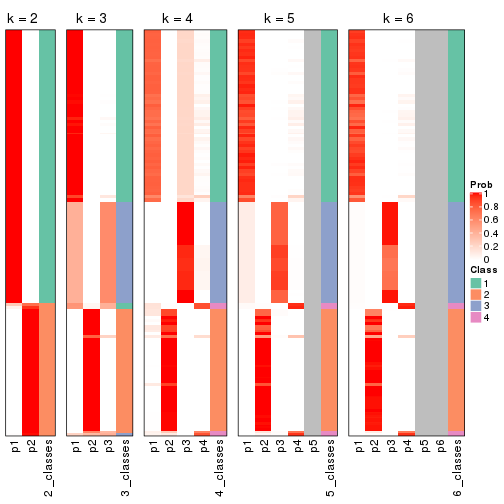 k = 2
k = 3
k = 4
k = 5
k = 6
Prob
1
0.8
0.6
0.4
0.2
0
Class
1
2
3
4
p1
p2
2_classes
p1
p2
p3
3_classes
p1
p2
p3
p4
4_classes
p1
p2
p3
p4
p5
5_classes
p1
p2
p3
p4
p5
p6
6_classes